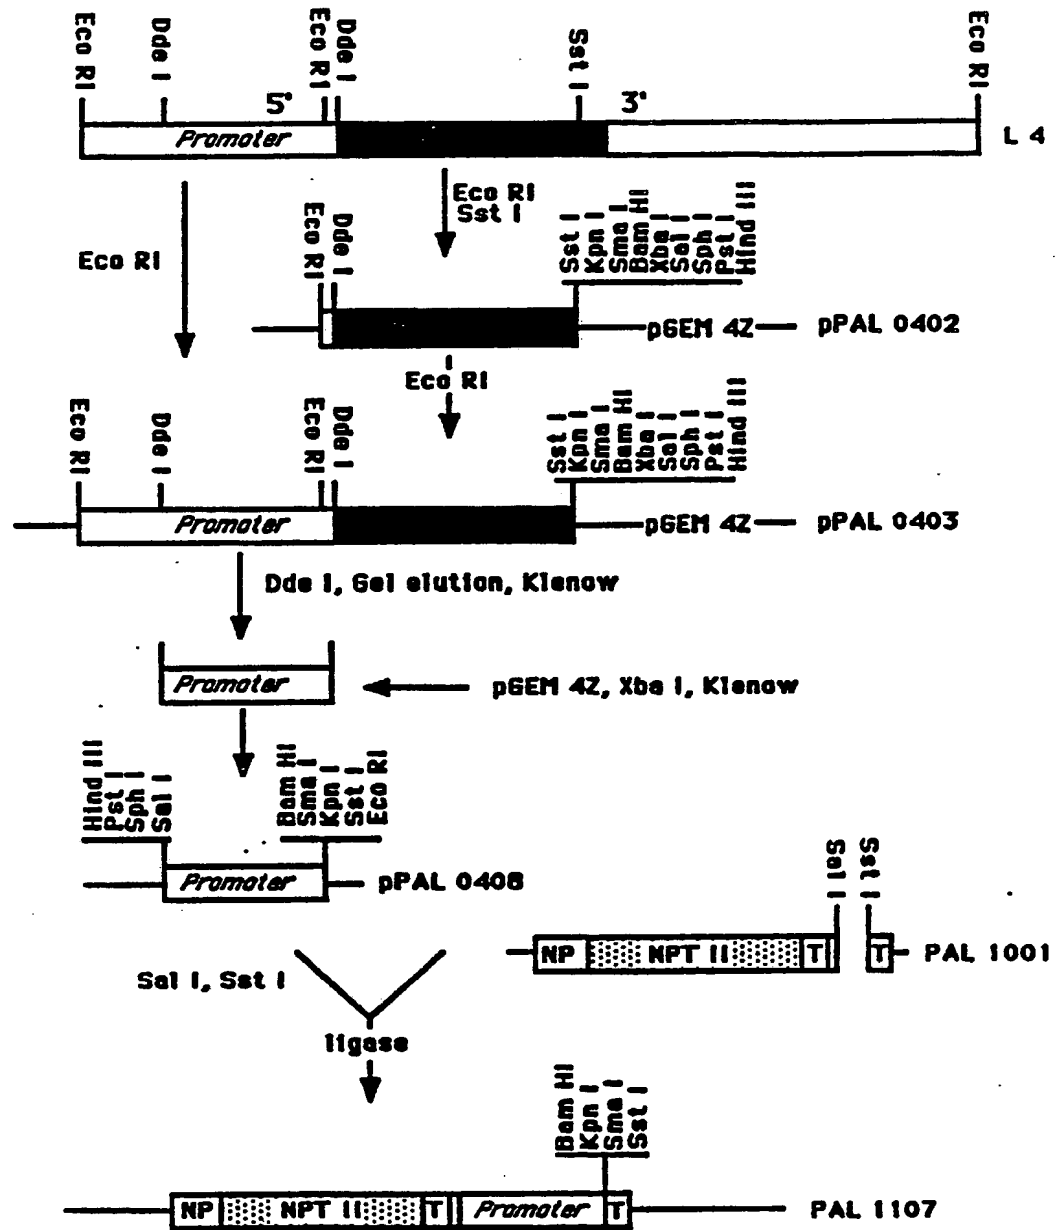 Eco RI
Dde I
Eco RI
Dde I
Sst I
Eco RI
5'
3'
Promoter
L 4
Eco RI
Eco RI
Sst I
Eco RI
Dde I
Sst I
Kpn I
Sma I
Bam HI
Xba I
Sal I
Sph I
Pst I
Hind III
pGEM 4Z
pPAL 0402
Eco RI
Eco RI
Dde I
Eco RI
Dde I
Sst I
Kpn I
Sma I
Bam HI
Xba I
Sal I
Sph I
Pst I
Hind III
Promoter
pGEM 4Z
pPAL 0403
Dde I, Gel elution, Klenow
Promoter
pGEM 4Z, Xba I, Klenow
Hind III
Pst I
Sph I
Sal I
Bam HI
Sma I
Kpn I
Sst I
Eco RI
Promoter
pPAL 0408
Sal I
Sst I
NP
NPT II
T
T
PAL 1001
Sal I, Sst I
ligase
Bam HI
Kpn I
Sma I
Sst I
NP
NPT II
T
Promoter
T
PAL 1107